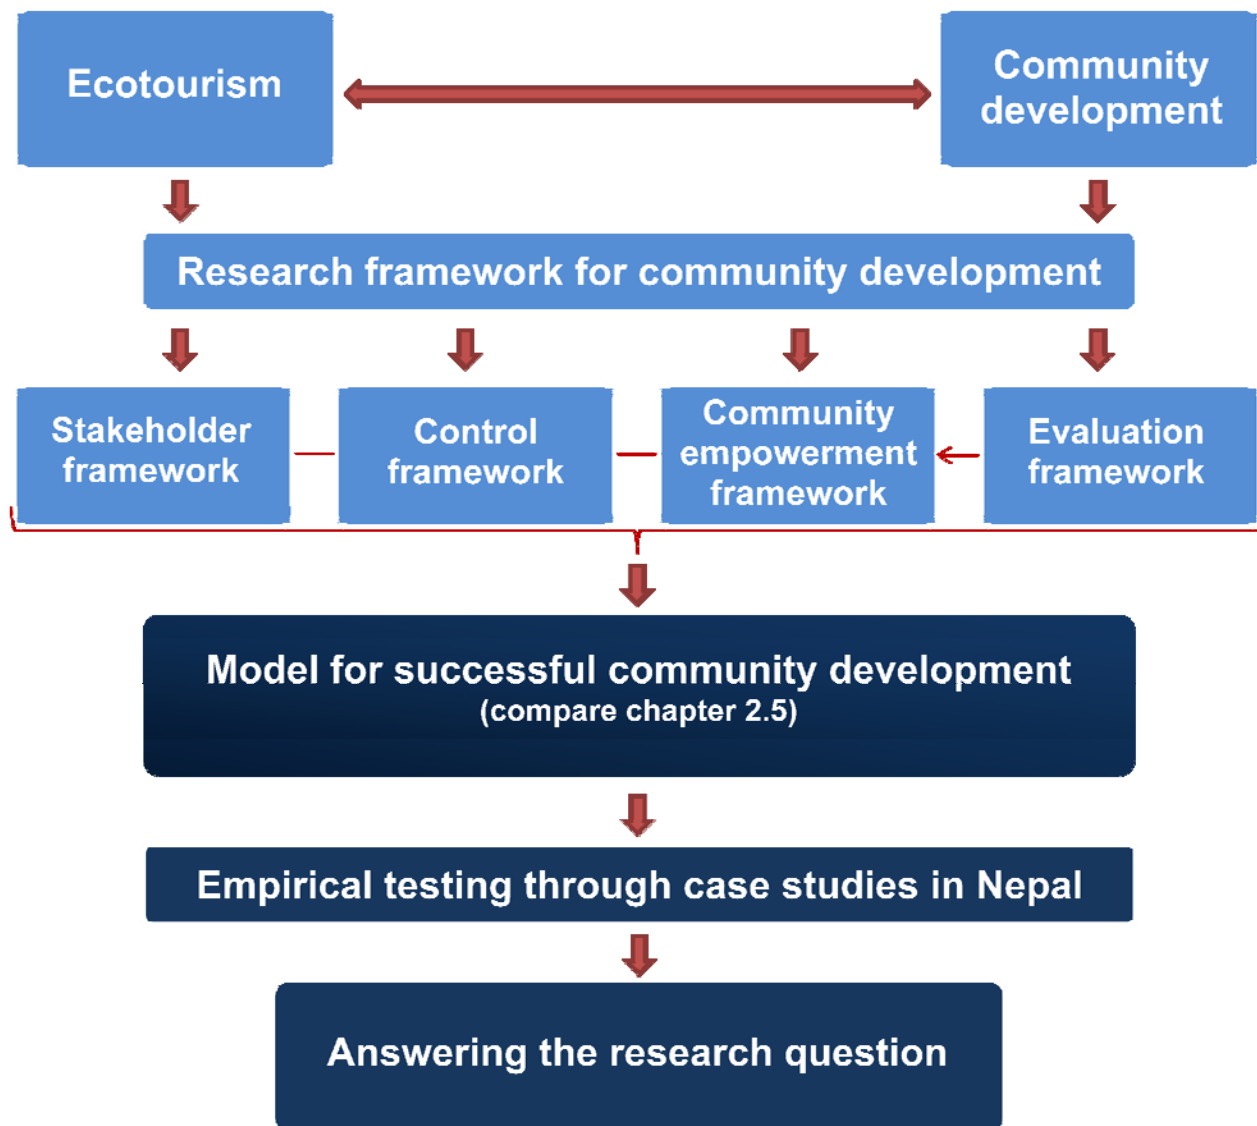 Ecotourism
Community
development
Research framework for community development
Stakeholder
framework
Control
framework
Community
empowerment
framework
Evaluation
framework
Model for successful community development
(compare chapter 2.5)
Empirical testing through case studies in Nepal
Answering the research question